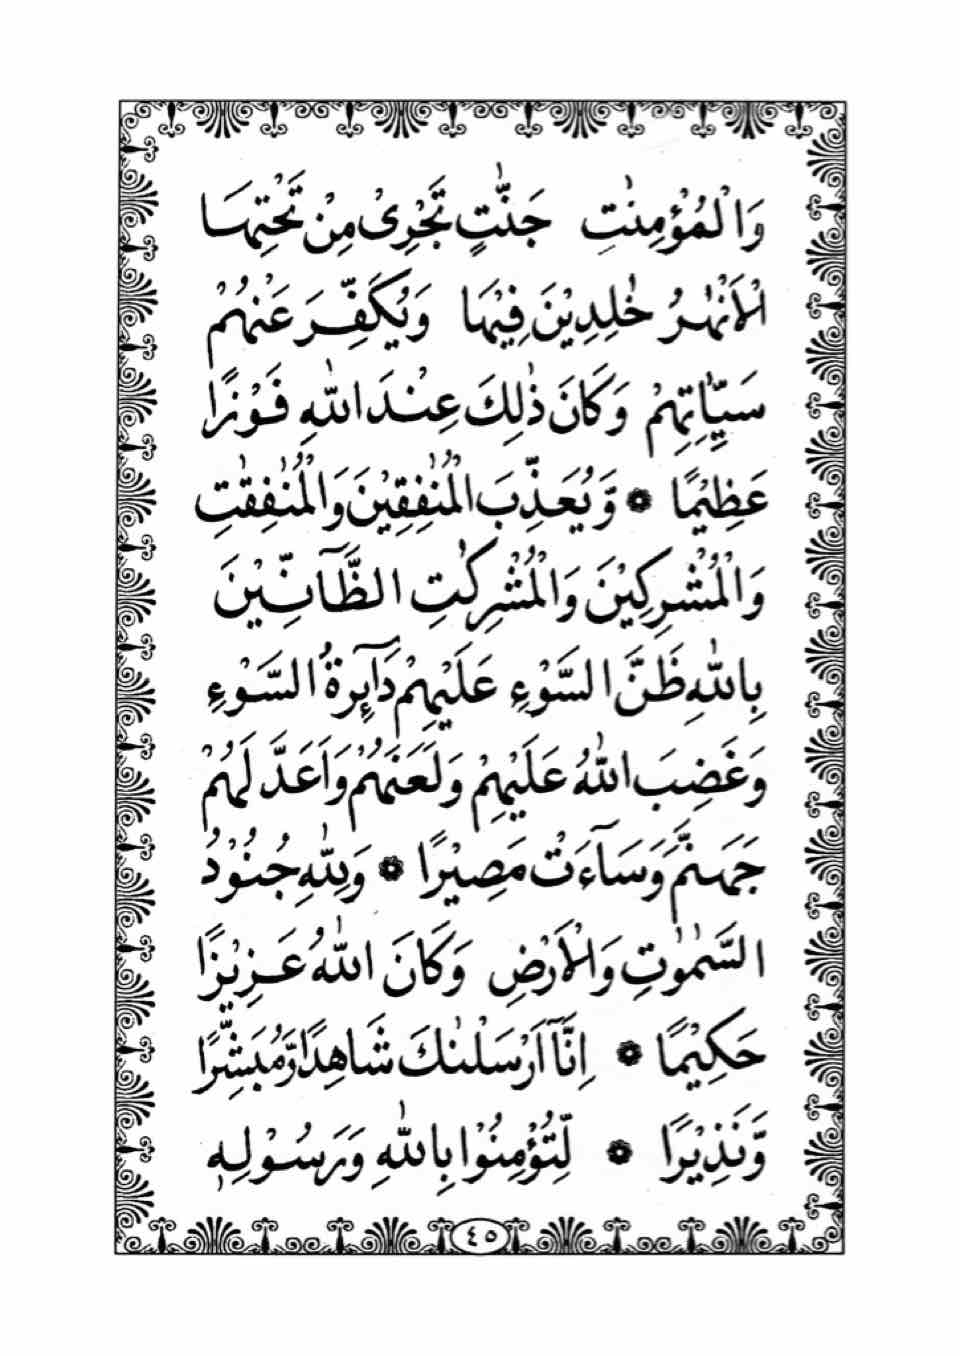 وَالْمُؤْمِنٰتِ جَنّٰتٍ تَجْرِىْ مِنْ تَحْتِهَا
الْاَنْهٰرُ خٰلِدِيْنَ فِيْهَا وَيُكَفِّرَ عَنْهُمْ
سَيِّاٰتِهِمْ وَكَانَ ذٰلِكَ عِنْدَ اللّٰهِ فَوْزًا
عَظِيْمًا ۞ وَّيُعَذِّبَ الْمُنٰفِقِيْنَ وَالْمُنٰفِقٰتِ
وَالْمُشْرِكِيْنَ وَالْمُشْرِكٰتِ الظَّآنِّيْنَ
بِاللّٰهِ ظَنَّ السَّوْءِ عَلَيْهِمْ دَآئِرَةُ السَّوْءِ
وَغَضِبَ اللّٰهُ عَلَيْهِمْ وَلَعَنَهُمْ وَاَعَدَّ لَهُمْ
جَهَنَّمَ وَسَآءَتْ مَصِيْرًا ۞ وَلِلّٰهِ جُنُوْدُ
السَّمٰوٰتِ وَالْاَرْضِ وَكَانَ اللّٰهُ عَزِيْزًا
حَكِيْمًا ۞ اِنَّآ اَرْسَلْنٰكَ شَاهِدًا وَّمُبَشِّرًا
وَّنَذِيْرًا ۞ لِّتُؤْمِنُوْا بِاللّٰهِ وَرَسُوْلِهٖ
٤٥